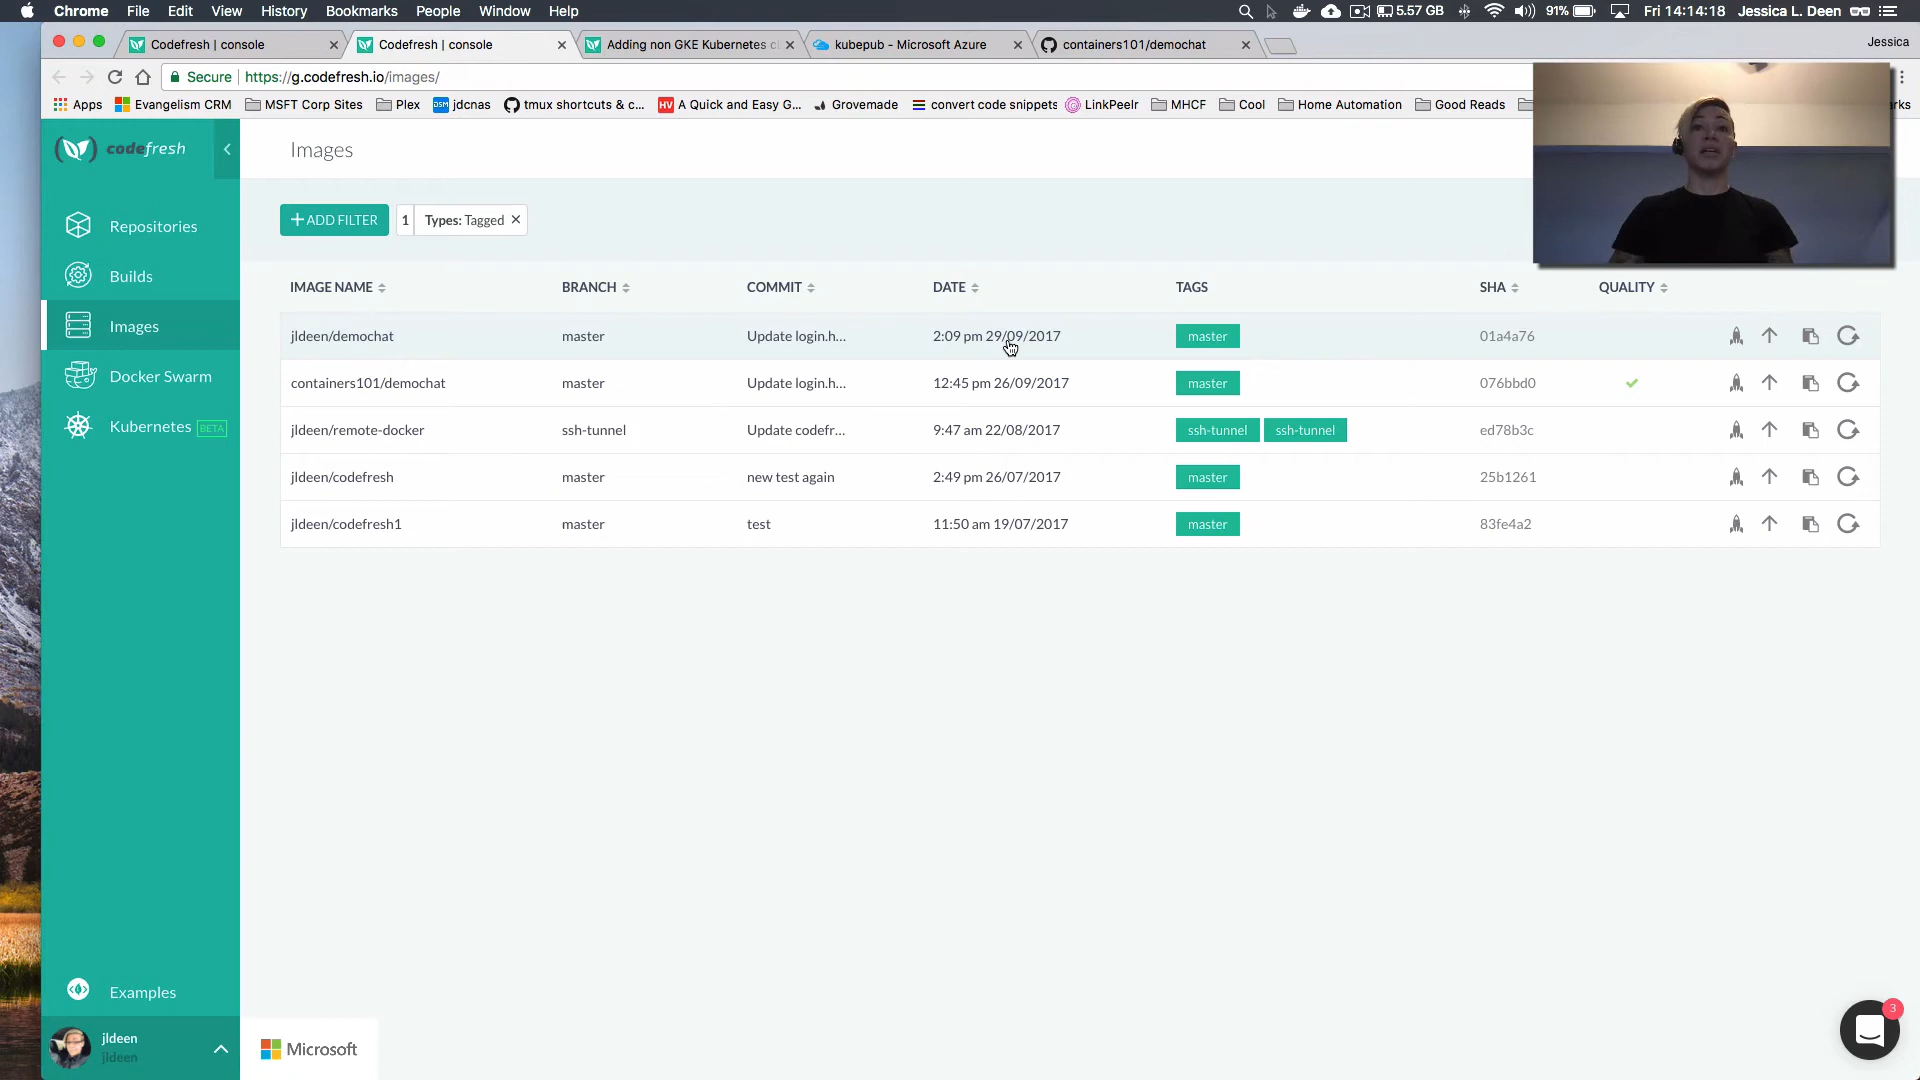 Chrome File Edit View History Bookmarks People Window Help 5.57 GB 91% Fri 14:14:18 Jessica L. Deen
Codefresh | console Codefresh | console Adding non GKE Kubernetes c kubepub - Microsoft Azure containers101/demochat Jessica
Secure https://g.codefresh.io/images/
Apps Evangelism CRM MSFT Corp Sites Plex DSM jdcnas tmux shortcuts & c... HV A Quick and Easy G... Grovemade convert code snippets LinkPeelr MHCF Cool Home Automation Good Reads rks
codefresh
Images
Repositories
Builds
Images
Docker Swarm
Kubernetes BETA
+ ADD FILTER 1 Types: Tagged ✕
IMAGE NAME BRANCH COMMIT DATE TAGS SHA QUALITY
jldeen/demochat master Update login.h... 2:09 pm 29/09/2017 master 01a4a76
containers101/demochat master Update login.h... 12:45 pm 26/09/2017 master 076bbd0
jldeen/remote-docker ssh-tunnel Update codefr... 9:47 am 22/08/2017 ssh-tunnel ssh-tunnel ed78b3c
jldeen/codefresh master new test again 2:49 pm 26/07/2017 master 25b1261
jldeen/codefresh1 master test 11:50 am 19/07/2017 master 83fe4a2
Examples
jldeen
jldeen
Microsoft
3